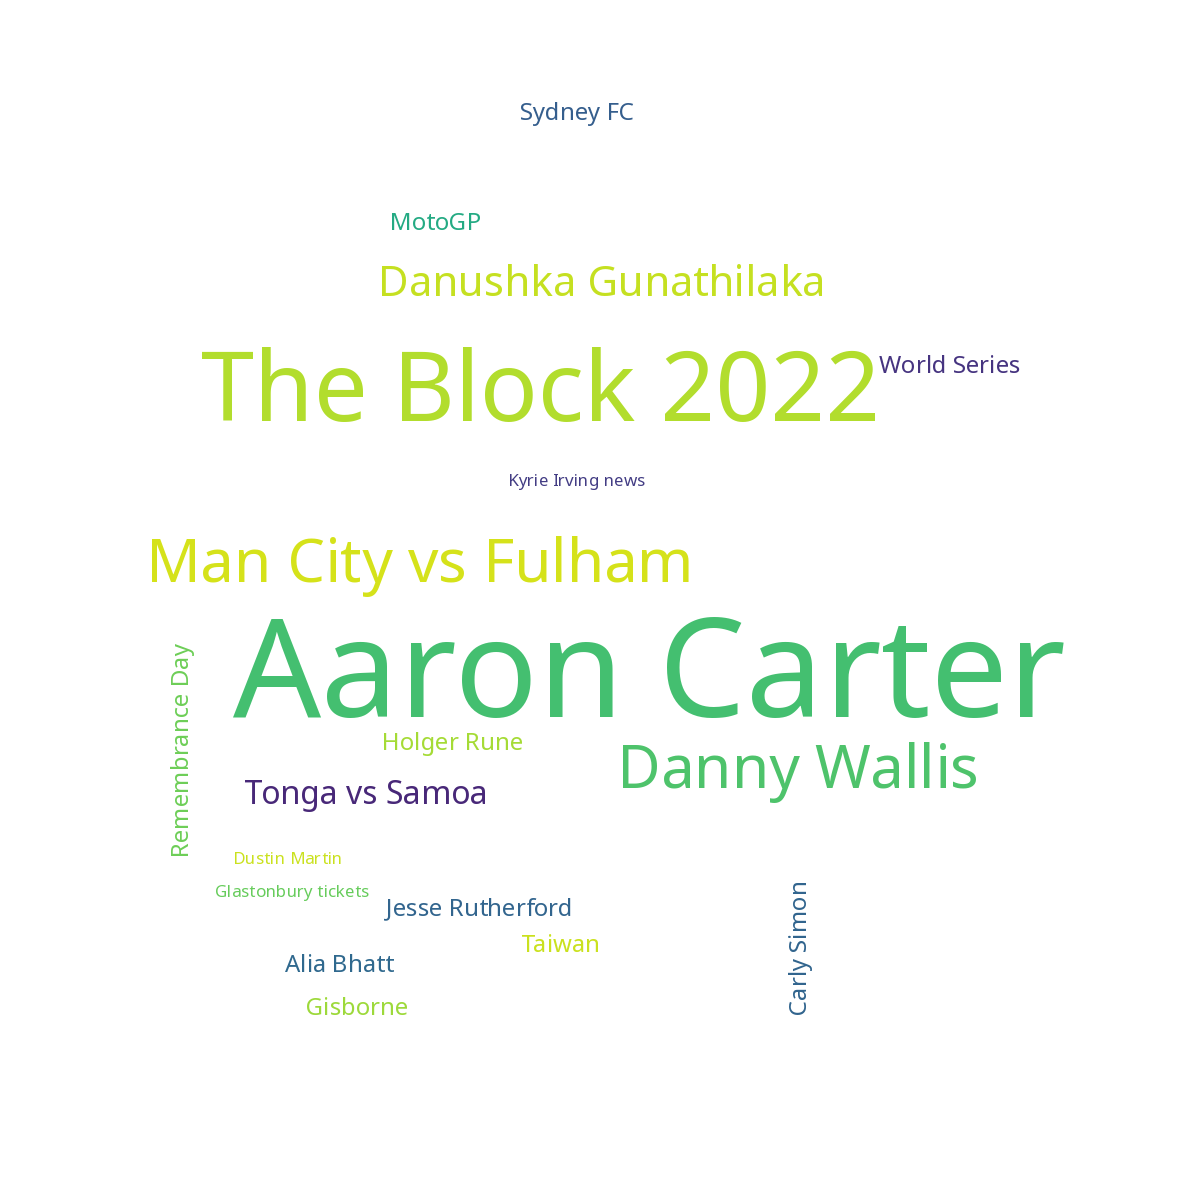 Sydney FC
MotoGP
Danushka Gunathilaka
The Block 2022
World Series
Kyrie Irving news
Man City vs Fulham
Aaron Carter
Remembrance Day
Holger Rune
Danny Wallis
Tonga vs Samoa
Dustin Martin
Glastonbury tickets
Jesse Rutherford
Carly Simon
Taiwan
Alia Bhatt
Gisborne